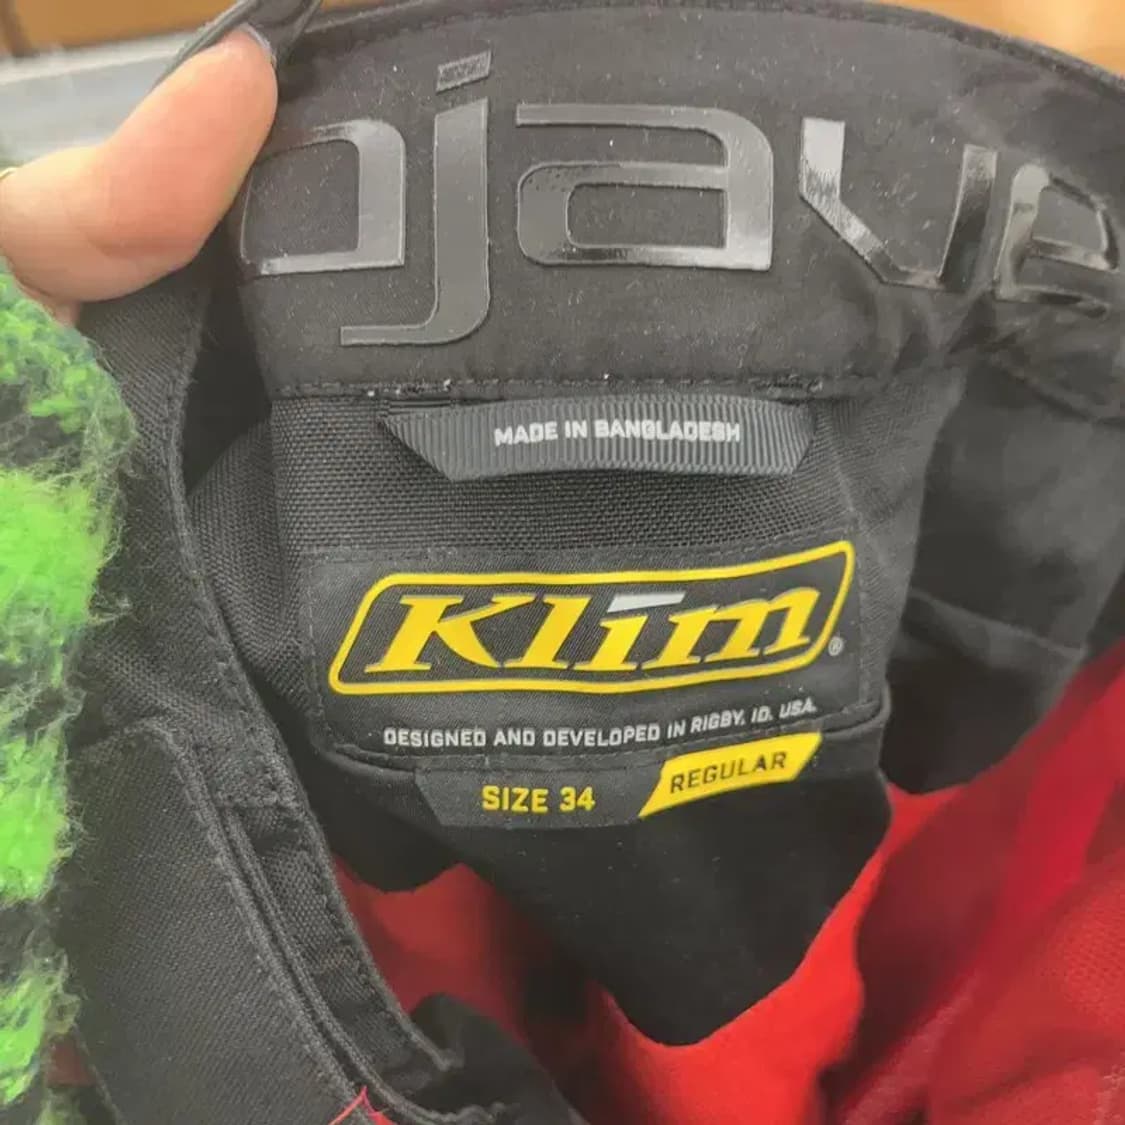 ojave
MADE IN BANGLADESH
Klim®
DESIGNED AND DEVELOPED IN RIGBY, ID. USA.
SIZE 34 REGULAR